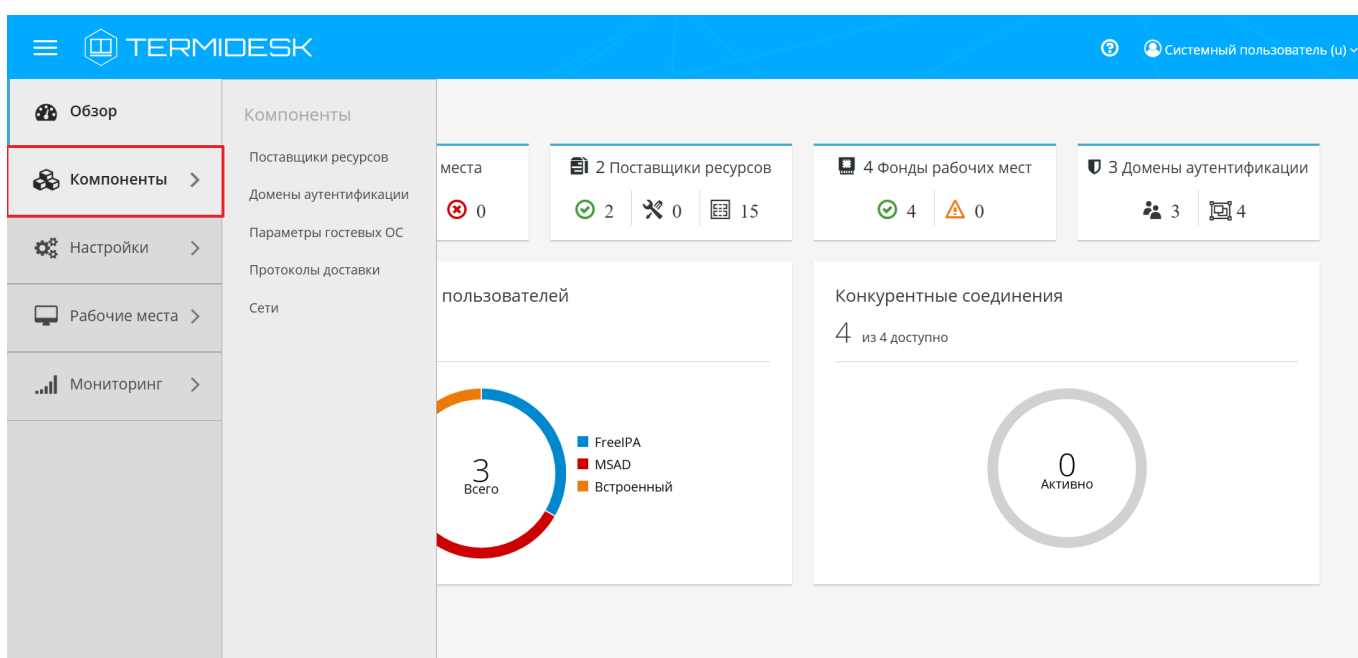 TERMIDESK
Системный пользователь (u)
Обзор
Компоненты
Настройки
Рабочие места
Мониторинг
Компоненты
Поставщики ресурсов
Домены аутентификации
Параметры гостевых ОС
Протоколы доставки
Сети
места
0
2 Поставщики ресурсов
2 0 15
4 Фонды рабочих мест
4 0
3 Домены аутентификации
3 4
пользователей
3
Всего
FreeIPA
MSAD
Встроенный
Конкурентные соединения
4 из 4 доступно
0
Активно